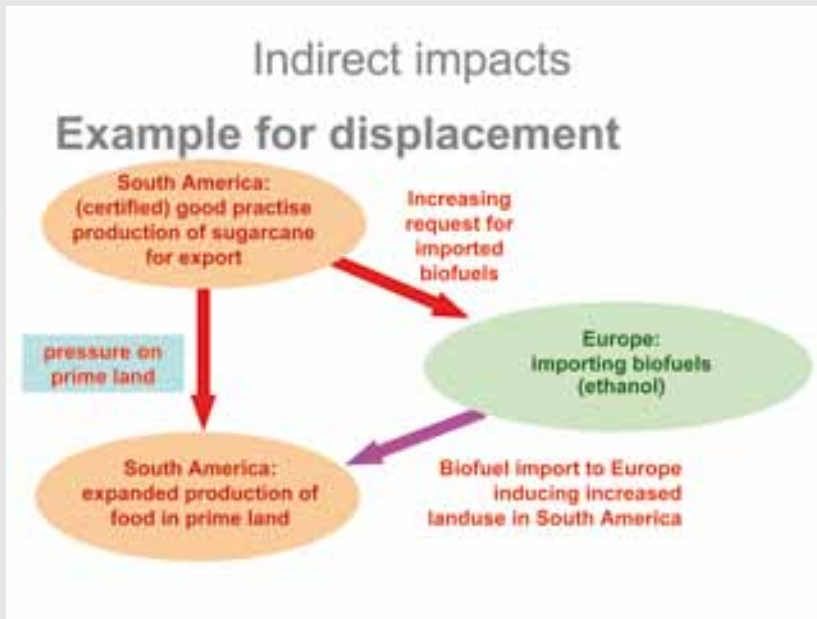 Indirect impacts
Example for displacement
South America:
(certified) good practise
production of sugarcane
for export
Increasing
request for
imported
biofuels
pressure on
prime land
Europe:
importing biofuels
(ethanol)
South America:
expanded production of
food in prime land
Biofuel import to Europe
inducing increased
landuse in South America